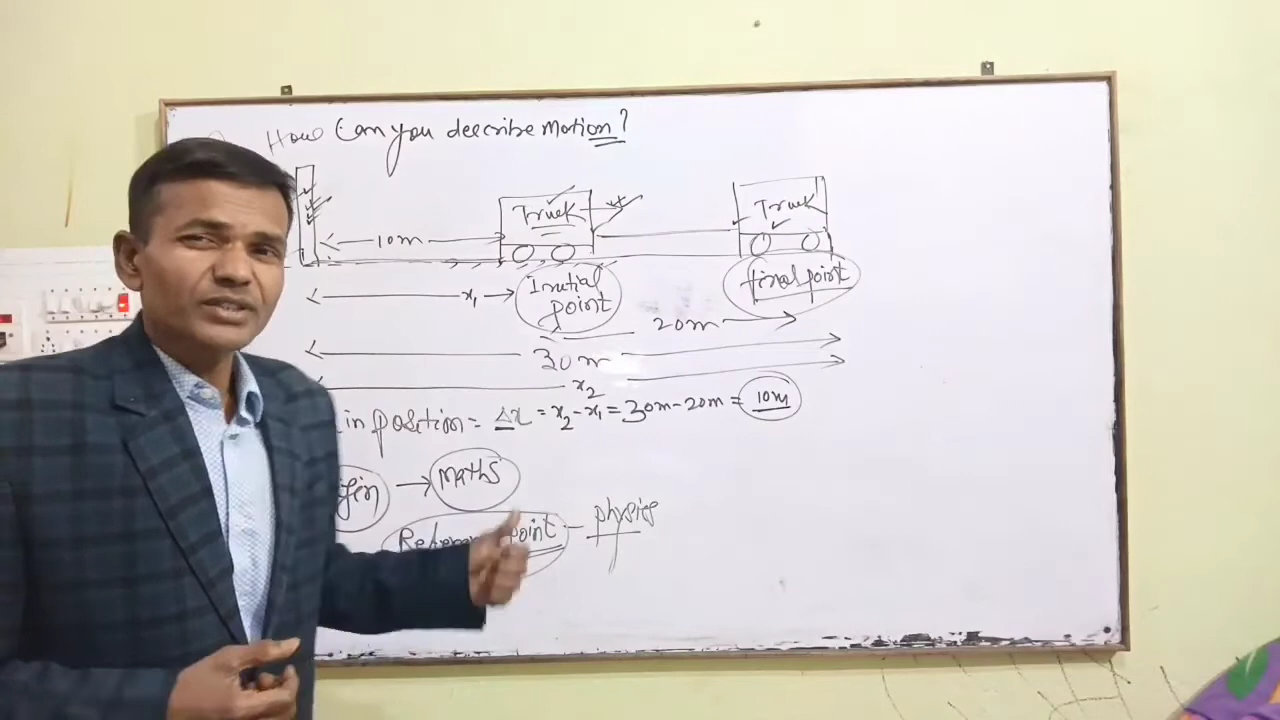 How Can you describe Motion?
Truck
Truck
10m
x₁
Initial point
final point
20m
30m
x₂
in position = Δx = x₂ - x₁ = 30m - 20m = 10m
gin → Maths
point - physics